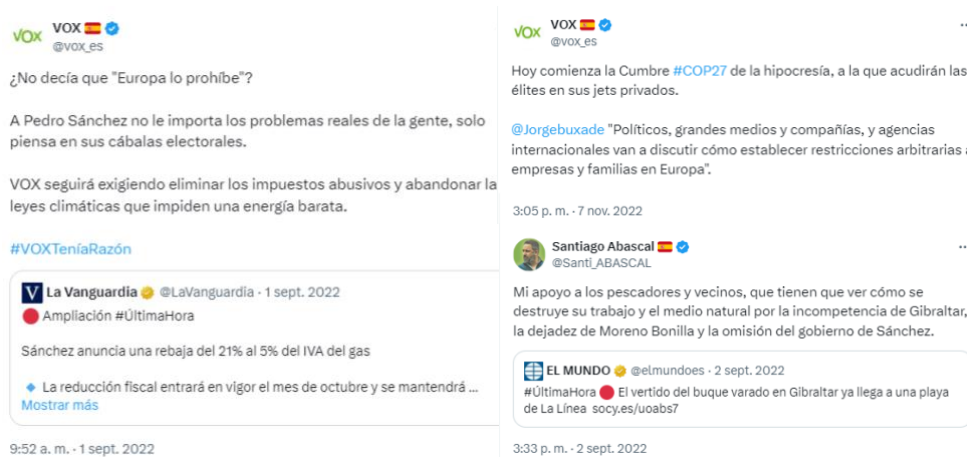 VOX
VOX
@vox_es
¿No decía que "Europa lo prohíbe"?
A Pedro Sánchez no le importa los problemas reales de la gente, solo
piensa en sus cábalas electorales.
VOX seguirá exigiendo eliminar los impuestos abusivos y abandonar la
leyes climáticas que impiden una energía barata.
#VOXTeníaRazón
V La Vanguardia @LaVanguardia · 1 sept. 2022
Ampliación #ÚltimaHora
Sánchez anuncia una rebaja del 21% al 5% del IVA del gas
La reducción fiscal entrará en vigor el mes de octubre y se mantendrá ...
Mostrar más
9:52 a. m. · 1 sept. 2022
VOX
VOX
@vox_es
Hoy comienza la Cumbre #COP27 de la hipocresía, a la que acudirán las
élites en sus jets privados.
@Jorgebuxade "Políticos, grandes medios y compañías, y agencias
internacionales van a discutir cómo establecer restricciones arbitrarias a
empresas y familias en Europa".
3:05 p. m. · 7 nov. 2022
Santiago Abascal
@Santi_ABASCAL
Mi apoyo a los pescadores y vecinos, que tienen que ver cómo se
destruye su trabajo y el medio natural por la incompetencia de Gibraltar,
la dejadez de Moreno Bonilla y la omisión del gobierno de Sánchez.
EL MUNDO @elmundoes · 2 sept. 2022
#ÚltimaHora El vertido del buque varado en Gibraltar ya llega a una playa
de La Línea socy.es/uoabs7
3:33 p. m. · 2 sept. 2022